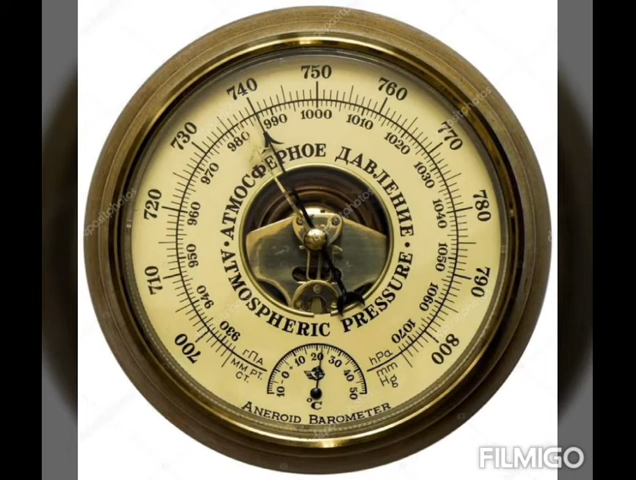 700 710 720 730 740 750 760 770 780 790 800
930 940 950 960 970 980 990 1000 1010 1020 1030 1040 1050 1060 1070
АТМОСФЕРНОЕ ДАВЛЕНИЕ
ATMOSPHERIC PRESSURE
гПА
ММ.РТ.
СТ.
hPa
mm
Hg
10 0 10 20 30 40 50
°C
ANEROID BAROMETER
FILMIGO